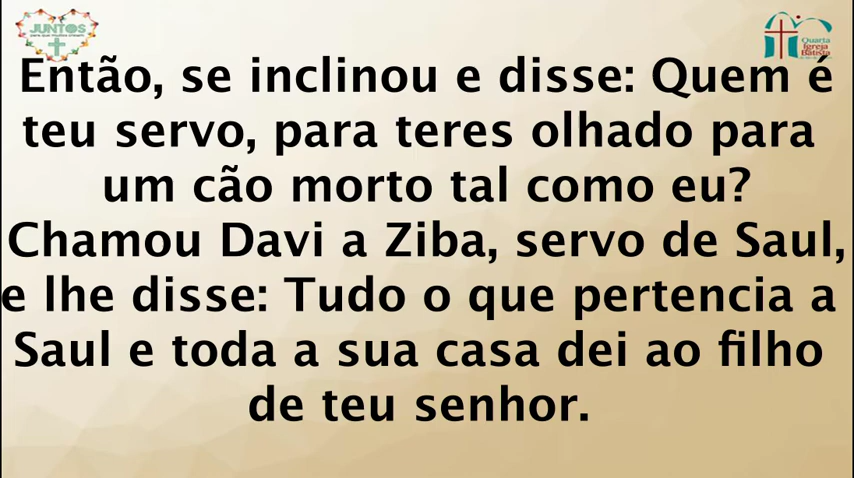 JUNTOS
Quarta
Igreja
Batista
Então, se inclinou e disse: Quem é
teu servo, para teres olhado para
um cão morto tal como eu?
Chamou Davi a Ziba, servo de Saul,
e lhe disse: Tudo o que pertencia a
Saul e toda a sua casa dei ao filho
de teu senhor.